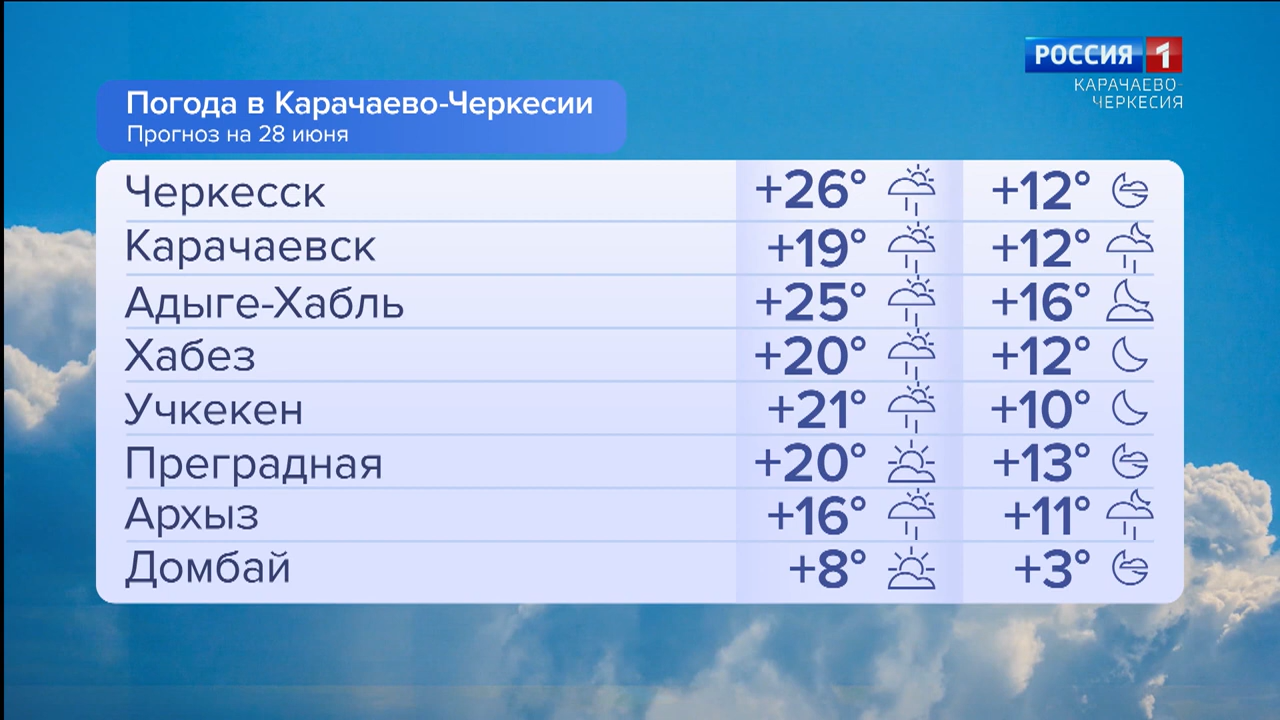 РОССИЯ 1
КАРАЧАЕВО-
ЧЕРКЕСИЯ
Погода в Карачаево-Черкесии
Прогноз на 28 июня
Черкесск +26° +12°
Карачаевск +19° +12°
Адыге-Хабль +25° +16°
Хабез +20° +12°
Учкекен +21° +10°
Преградная +20° +13°
Архыз +16° +11°
Домбай +8° +3°